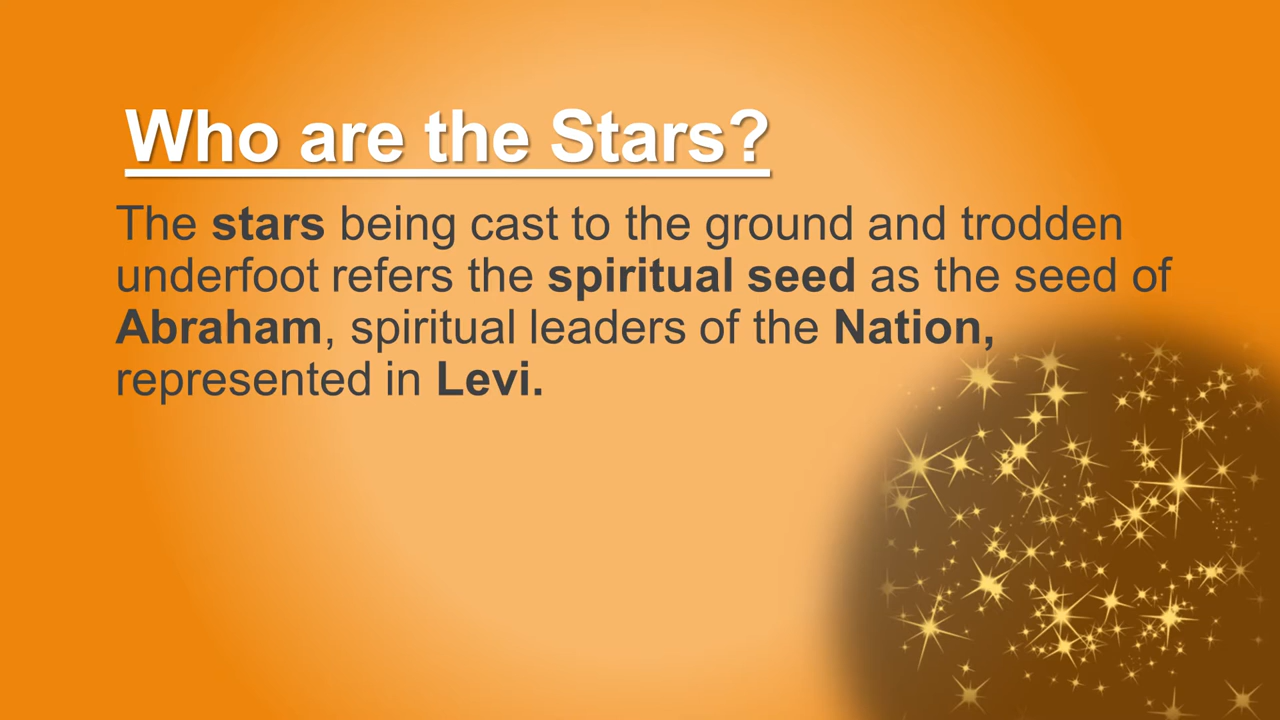 Who are the Stars?
The stars being cast to the ground and trodden
underfoot refers the spiritual seed as the seed of
Abraham, spiritual leaders of the Nation,
represented in Levi.